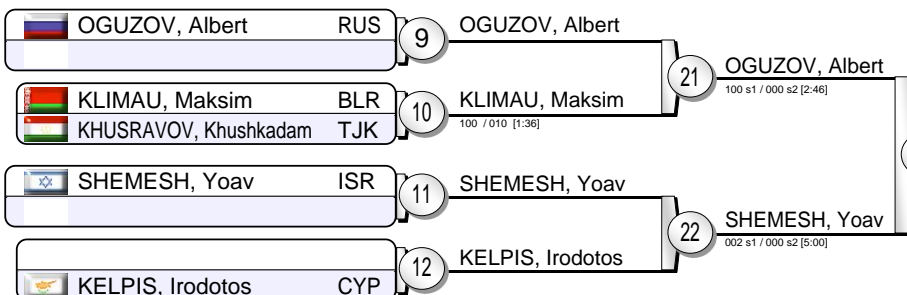 OGUZOV, Albert RUS
9
OGUZOV, Albert
KLIMAU, Maksim BLR
KHUSRAVOV, Khushkadam TJK
10
KLIMAU, Maksim
100 / 010 [1:36]
21
OGUZOV, Albert
100 s1 / 000 s2 [2:46]
SHEMESH, Yoav ISR
11
SHEMESH, Yoav
KELPIS, Irodotos CYP
12
KELPIS, Irodotos
22
SHEMESH, Yoav
002 s1 / 000 s2 [5:00]